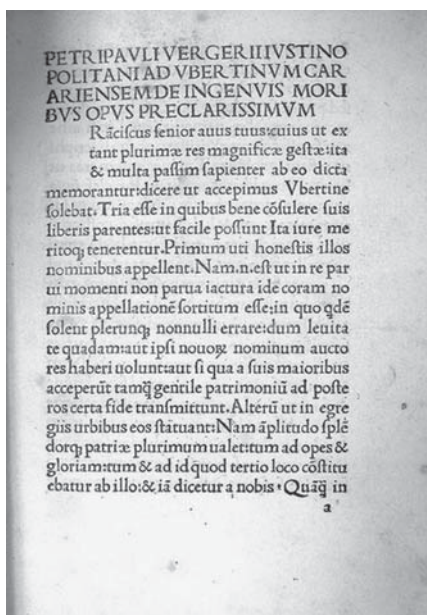 PETRI PAVLI VERGERII IVSTINO
POLITANI AD VBERTINVM CAR
ARIENSEM DE INGENVIS MORI
BVS OPVS PRECLARISSIMVM
Rãciſcus ſenior auus tuus:cuius ut ex
tant plurimæ res magnificæ geſtæ:ita
& multa paſſim ſapienter ab eo dicta
memorantur:dicere ut accepimus Vbertine
ſolebat.Tria eſſe in quibus bene cõſulere ſuis
liberis parentes:ut facile poſſunt Ita iure me
ritoq; tenerentur.Primum uti honeſtis illos
nominibus appellent.Nam.n.eſt ut in re par
ui momenti non parua iactura idẽ coram no
minis appellationẽ ſortitum eſſe:in quo qdẽ
ſolent plerunq; nonnulli errare:dum leuita
te quadam:aut ipſi nouoꝝ nominum aucto
res haberi uolunt:aut ſi qua a ſuis maioribus
acceperũt tamq̃ gentile patrimoniũ ad poſte
ros certa fide tranſmittunt.Alterũ ut in egre
giis urbibus eos ſtatuant:Nam ãplitudo ſplẽ
dorq; patriæ plurimum ualet:tum ad opes &
gloriam:tum & ad id quod tertio loco cõſtitu
ebatur ab illo:& iã dicetur a nobis·Quãq̃ in
a